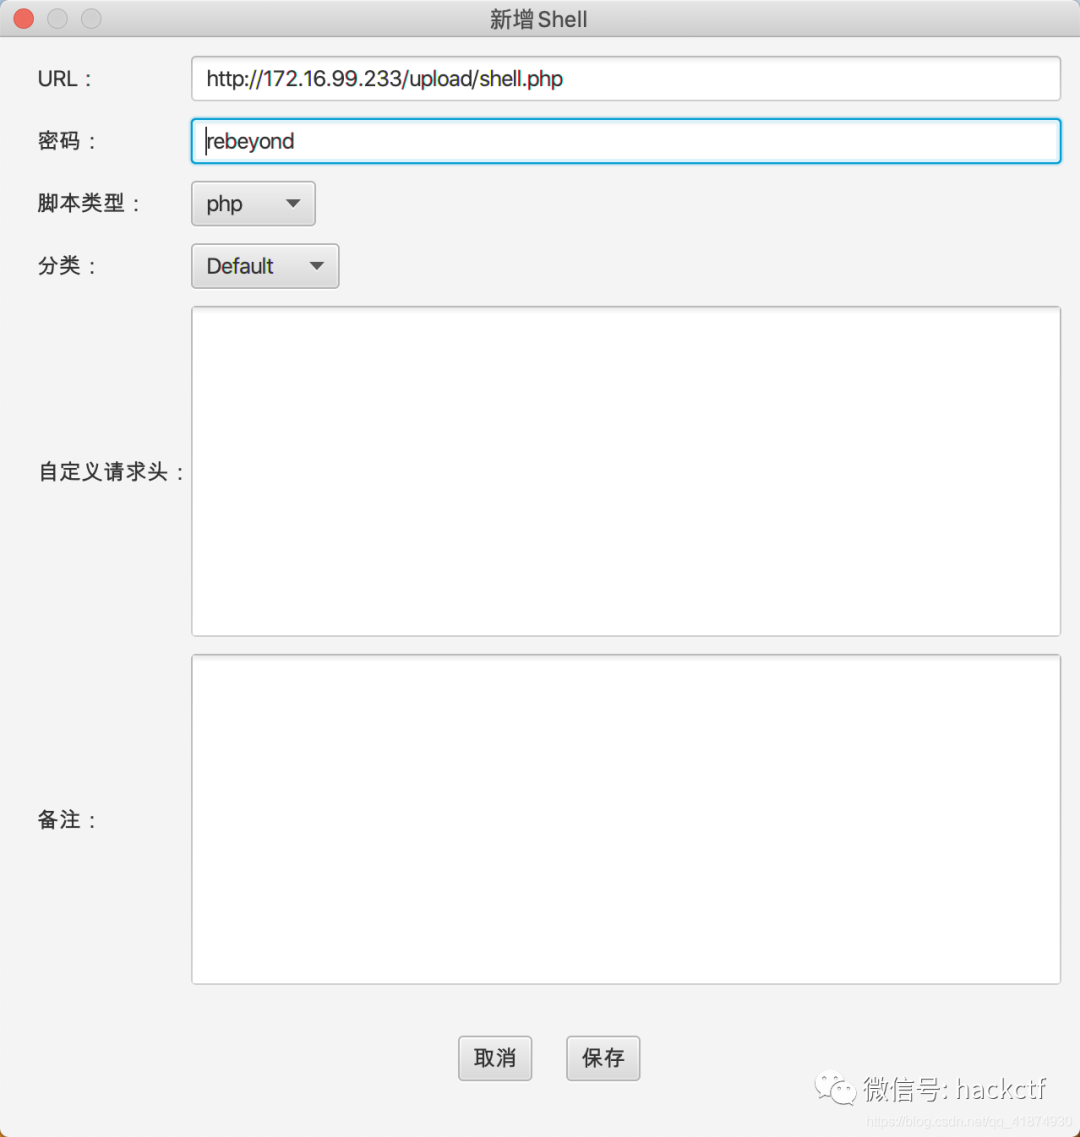 新增Shell
URL：
http://172.16.99.233/upload/shell.php
密码：
rebeyond
脚本类型：
php
分类：
Default
自定义请求头：
备注：
取消
保存
微信号: hackctf
https://blog.csdn.net/qq_41874930